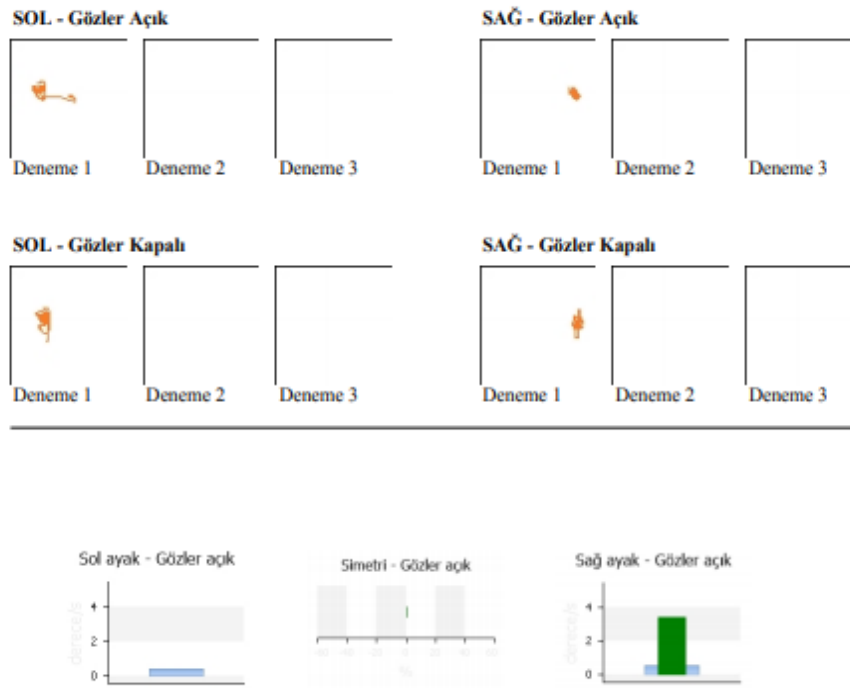 SOL - Gözler Açık
SAĞ - Gözler Açık
Deneme 1 Deneme 2 Deneme 3
Deneme 1 Deneme 2 Deneme 3
SOL - Gözler Kapalı
SAĞ - Gözler Kapalı
Deneme 1 Deneme 2 Deneme 3
Deneme 1 Deneme 2 Deneme 3
Sol ayak - Gözler açık
4
2
0
derece/s
Simetri - Gözler açık
%
Sağ ayak - Gözler açık
4
2
0
derece/s